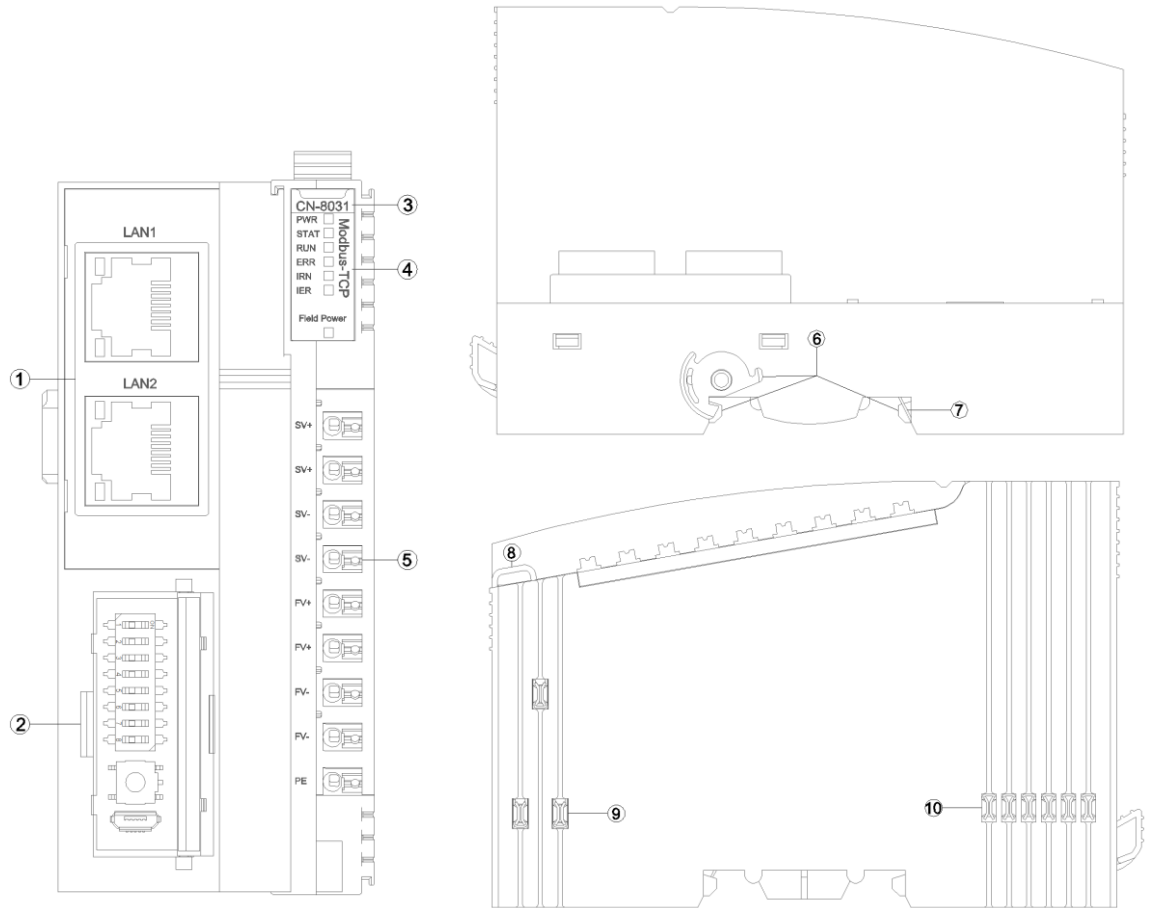 LAN1
LAN2
CN-8031
PWR
STAT
RUN
ERR
IRN
IER
Modbus-TCP
Field Power
SV+
SV+
SV-
SV-
FV+
FV+
FV-
FV-
PE
1
2
3
4
5
6
7
8
9
10